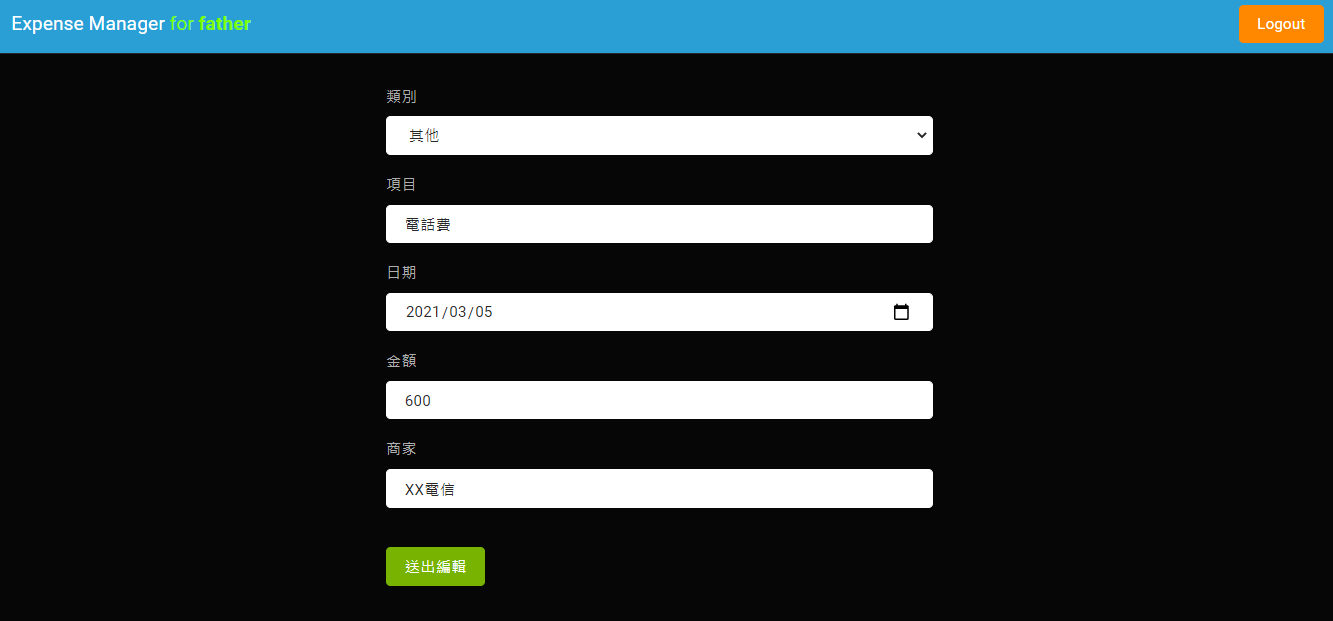 Expense Manager for father
Logout
類別
其他
項目
電話費
日期
2021/03/05
金額
600
商家
XX電信
送出編輯